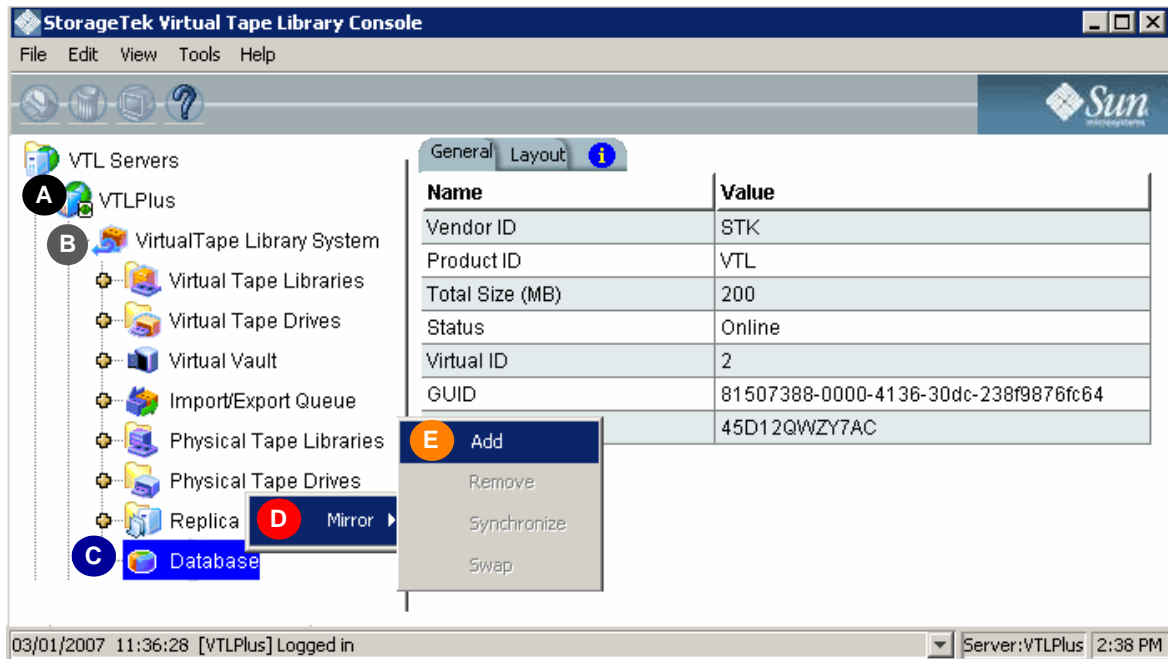 StorageTek Virtual Tape Library Console
File Edit View Tools Help
Sun
microsystems
VTL Servers
A VTLPlus
B VirtualTape Library System
Virtual Tape Libraries
Virtual Tape Drives
Virtual Vault
Import/Export Queue
Physical Tape Libraries
Physical Tape Drives
Replica
C Database
D Mirror
E Add
Remove
Synchronize
Swap
General Layout i
Name Value
Vendor ID STK
Product ID VTL
Total Size (MB) 200
Status Online
Virtual ID 2
GUID 81507388-0000-4136-30dc-238f9876fc64
45D12QWZY7AC
03/01/2007 11:36:28 [VTLPlus] Logged in
Server:VTLPlus 2:38 PM